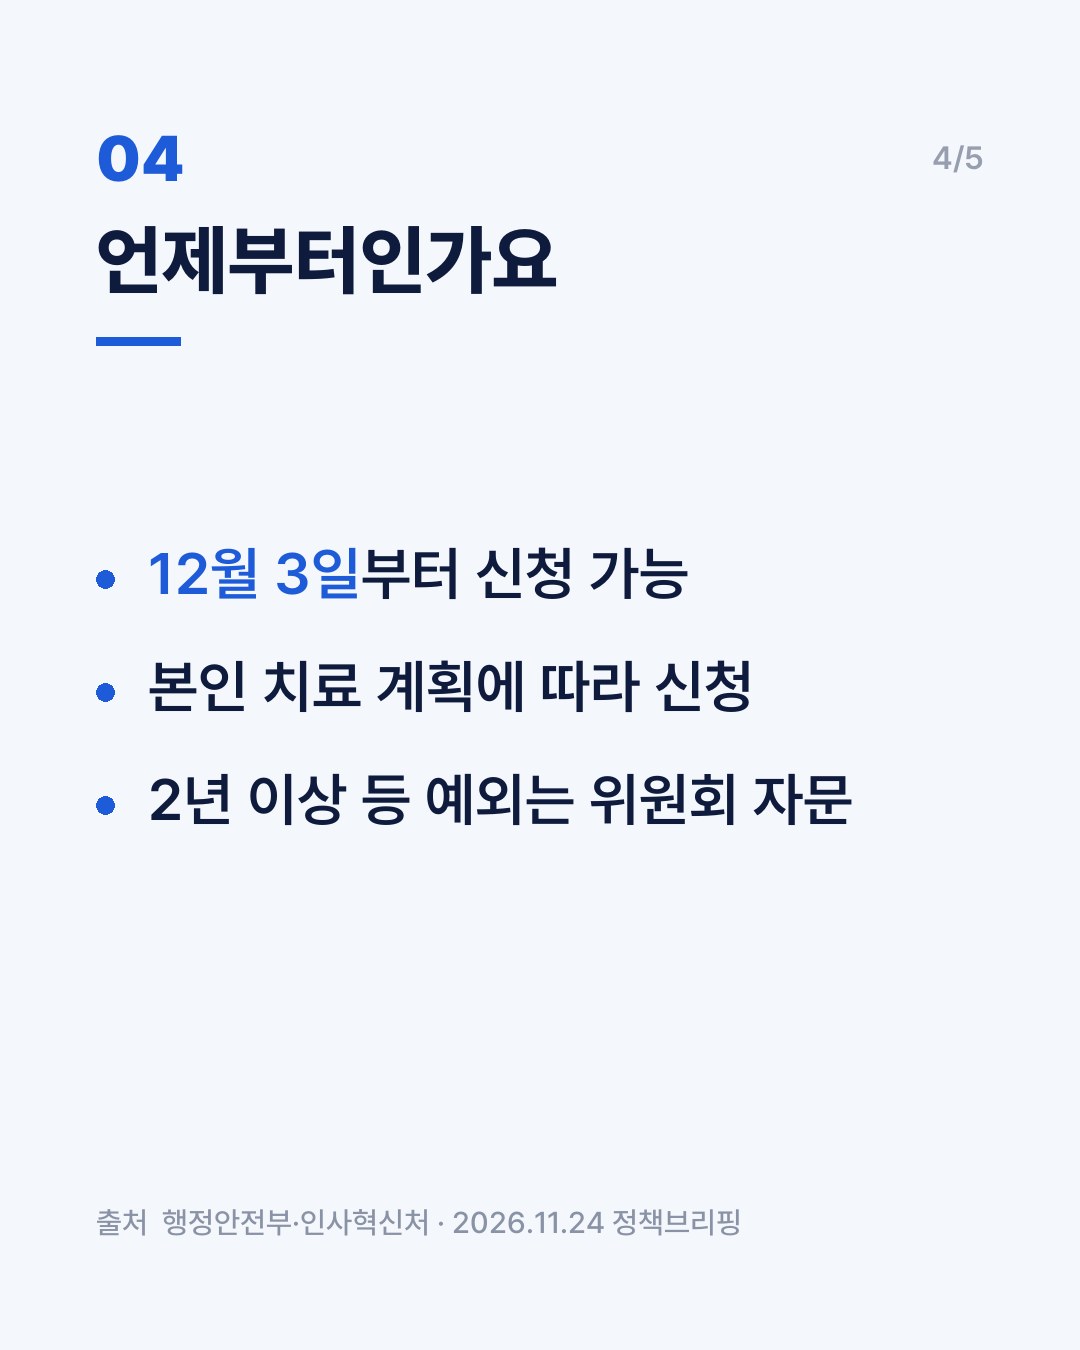 04
4/5
언제부터인가요
• 12월 3일부터 신청 가능
• 본인 치료 계획에 따라 신청
• 2년 이상 등 예외는 위원회 자문
출처 행정안전부·인사혁신처 · 2026.11.24 정책브리핑